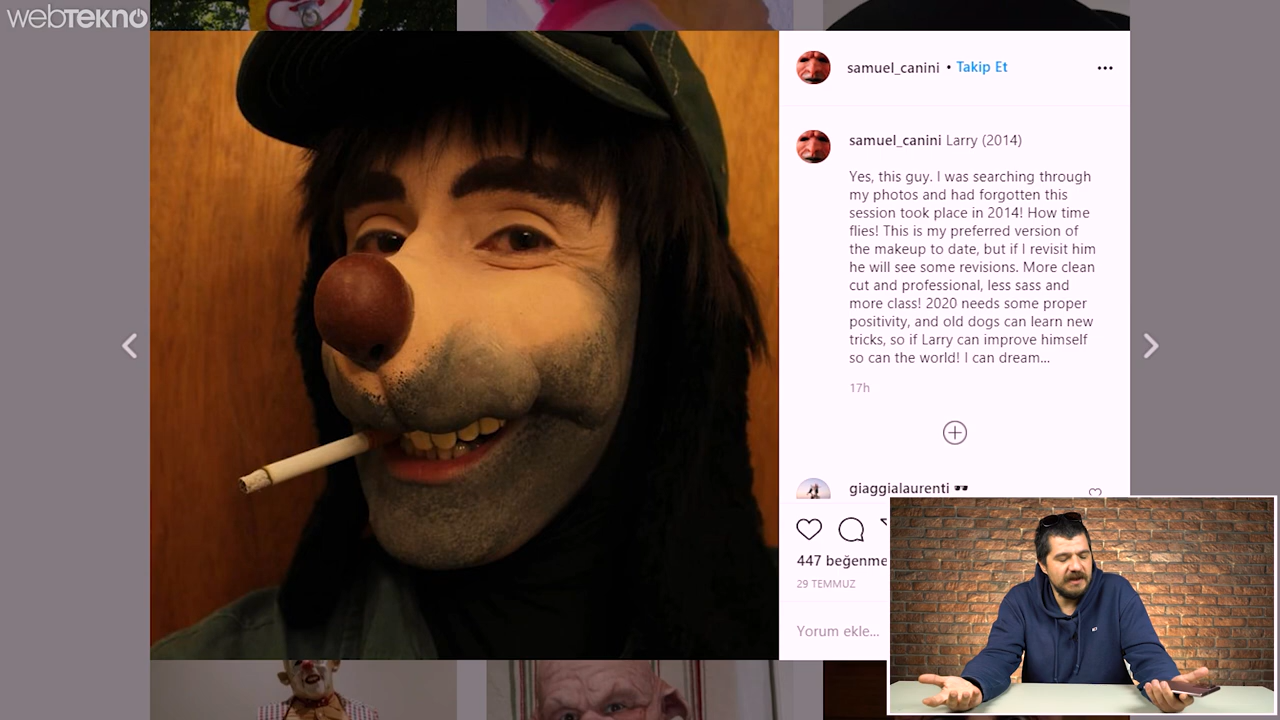 webtekno
samuel_canini • Takip Et
samuel_canini Larry (2014)
Yes, this guy. I was searching through
my photos and had forgotten this
session took place in 2014! How time
flies! This is my preferred version of
the makeup to date, but if I revisit him
he will see some revisions. More clean
cut and professional, less sass and
more class! 2020 needs some proper
positivity, and old dogs can learn new
tricks, so if Larry can improve himself
so can the world! I can dream...
17h
giaggialaurenti 🕶️
447 beğenme
29 TEMMUZ
Yorum ekle...